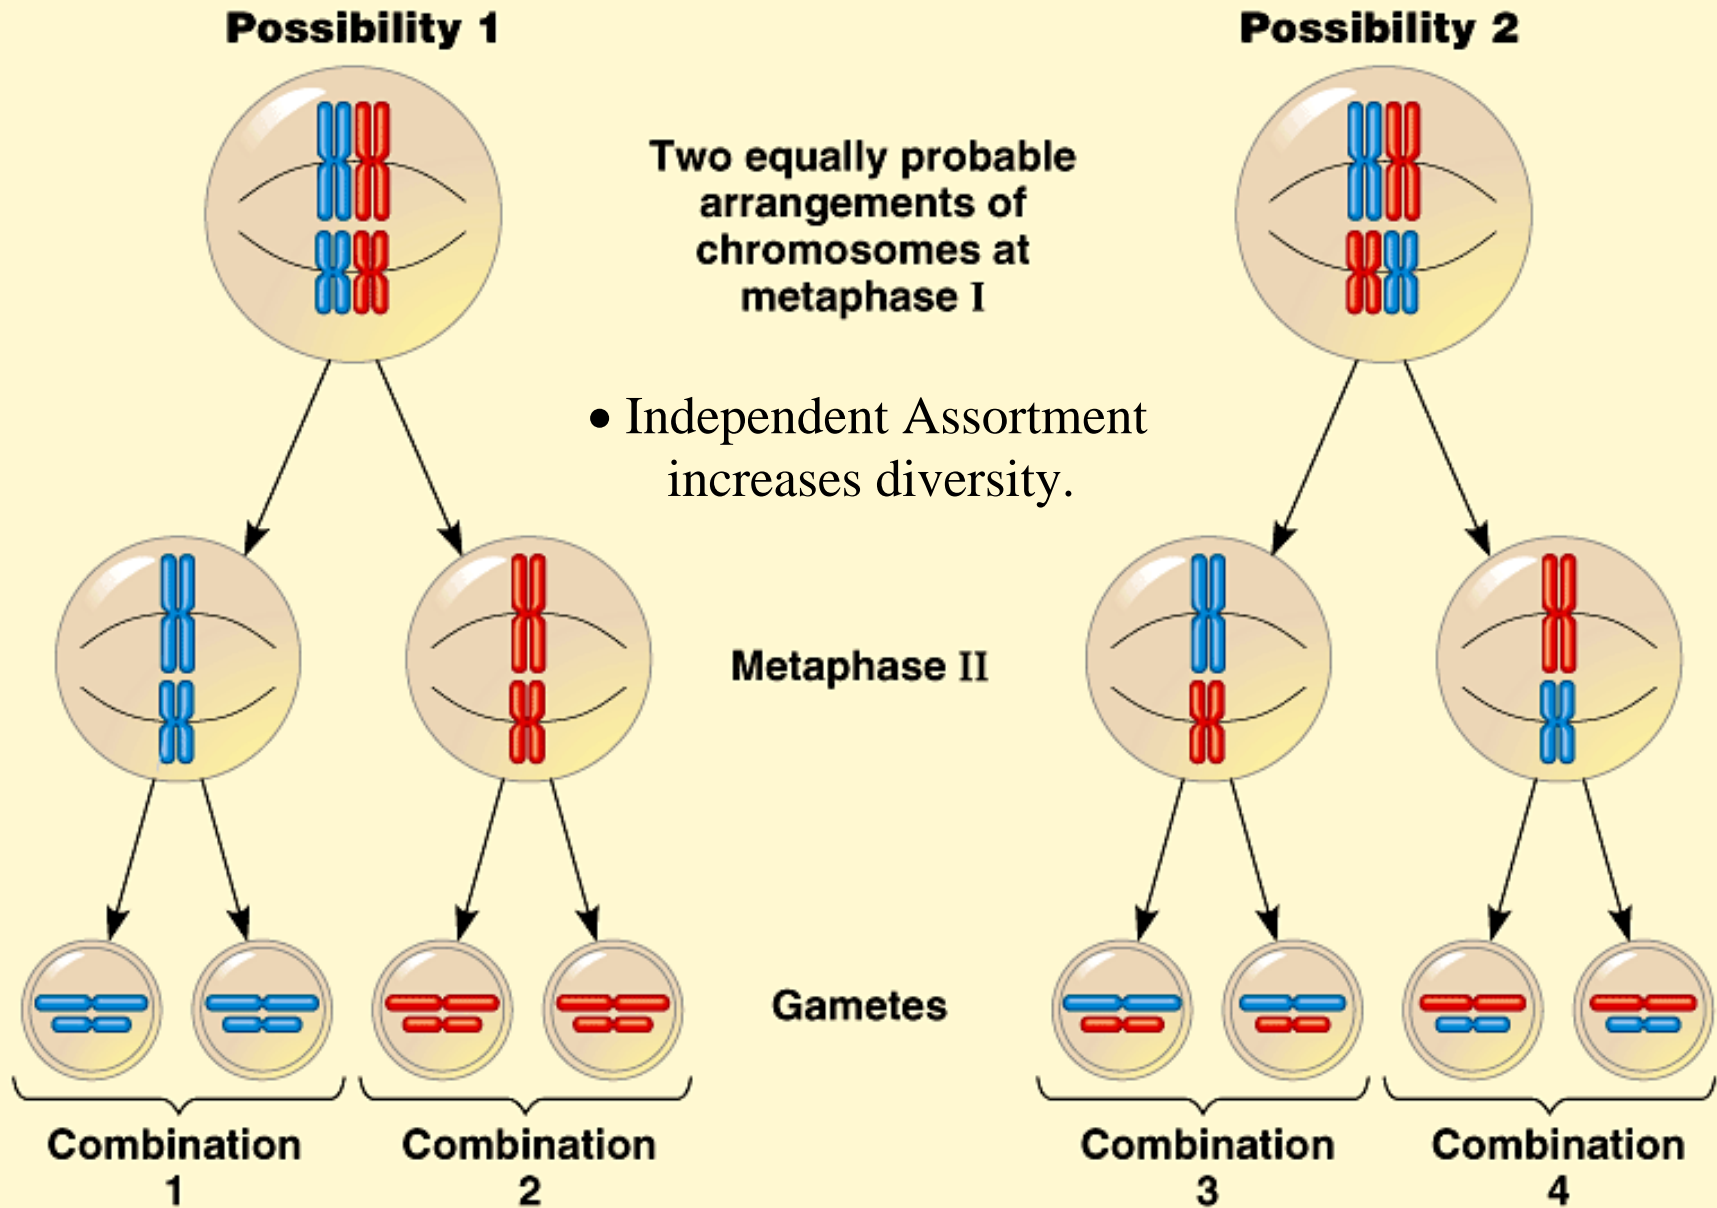 Possibility 1
Possibility 2
Two equally probable
arrangements of
chromosomes at
metaphase I
• Independent Assortment
increases diversity.
Metaphase II
Gametes
Combination
1
Combination
2
Combination
3
Combination
4